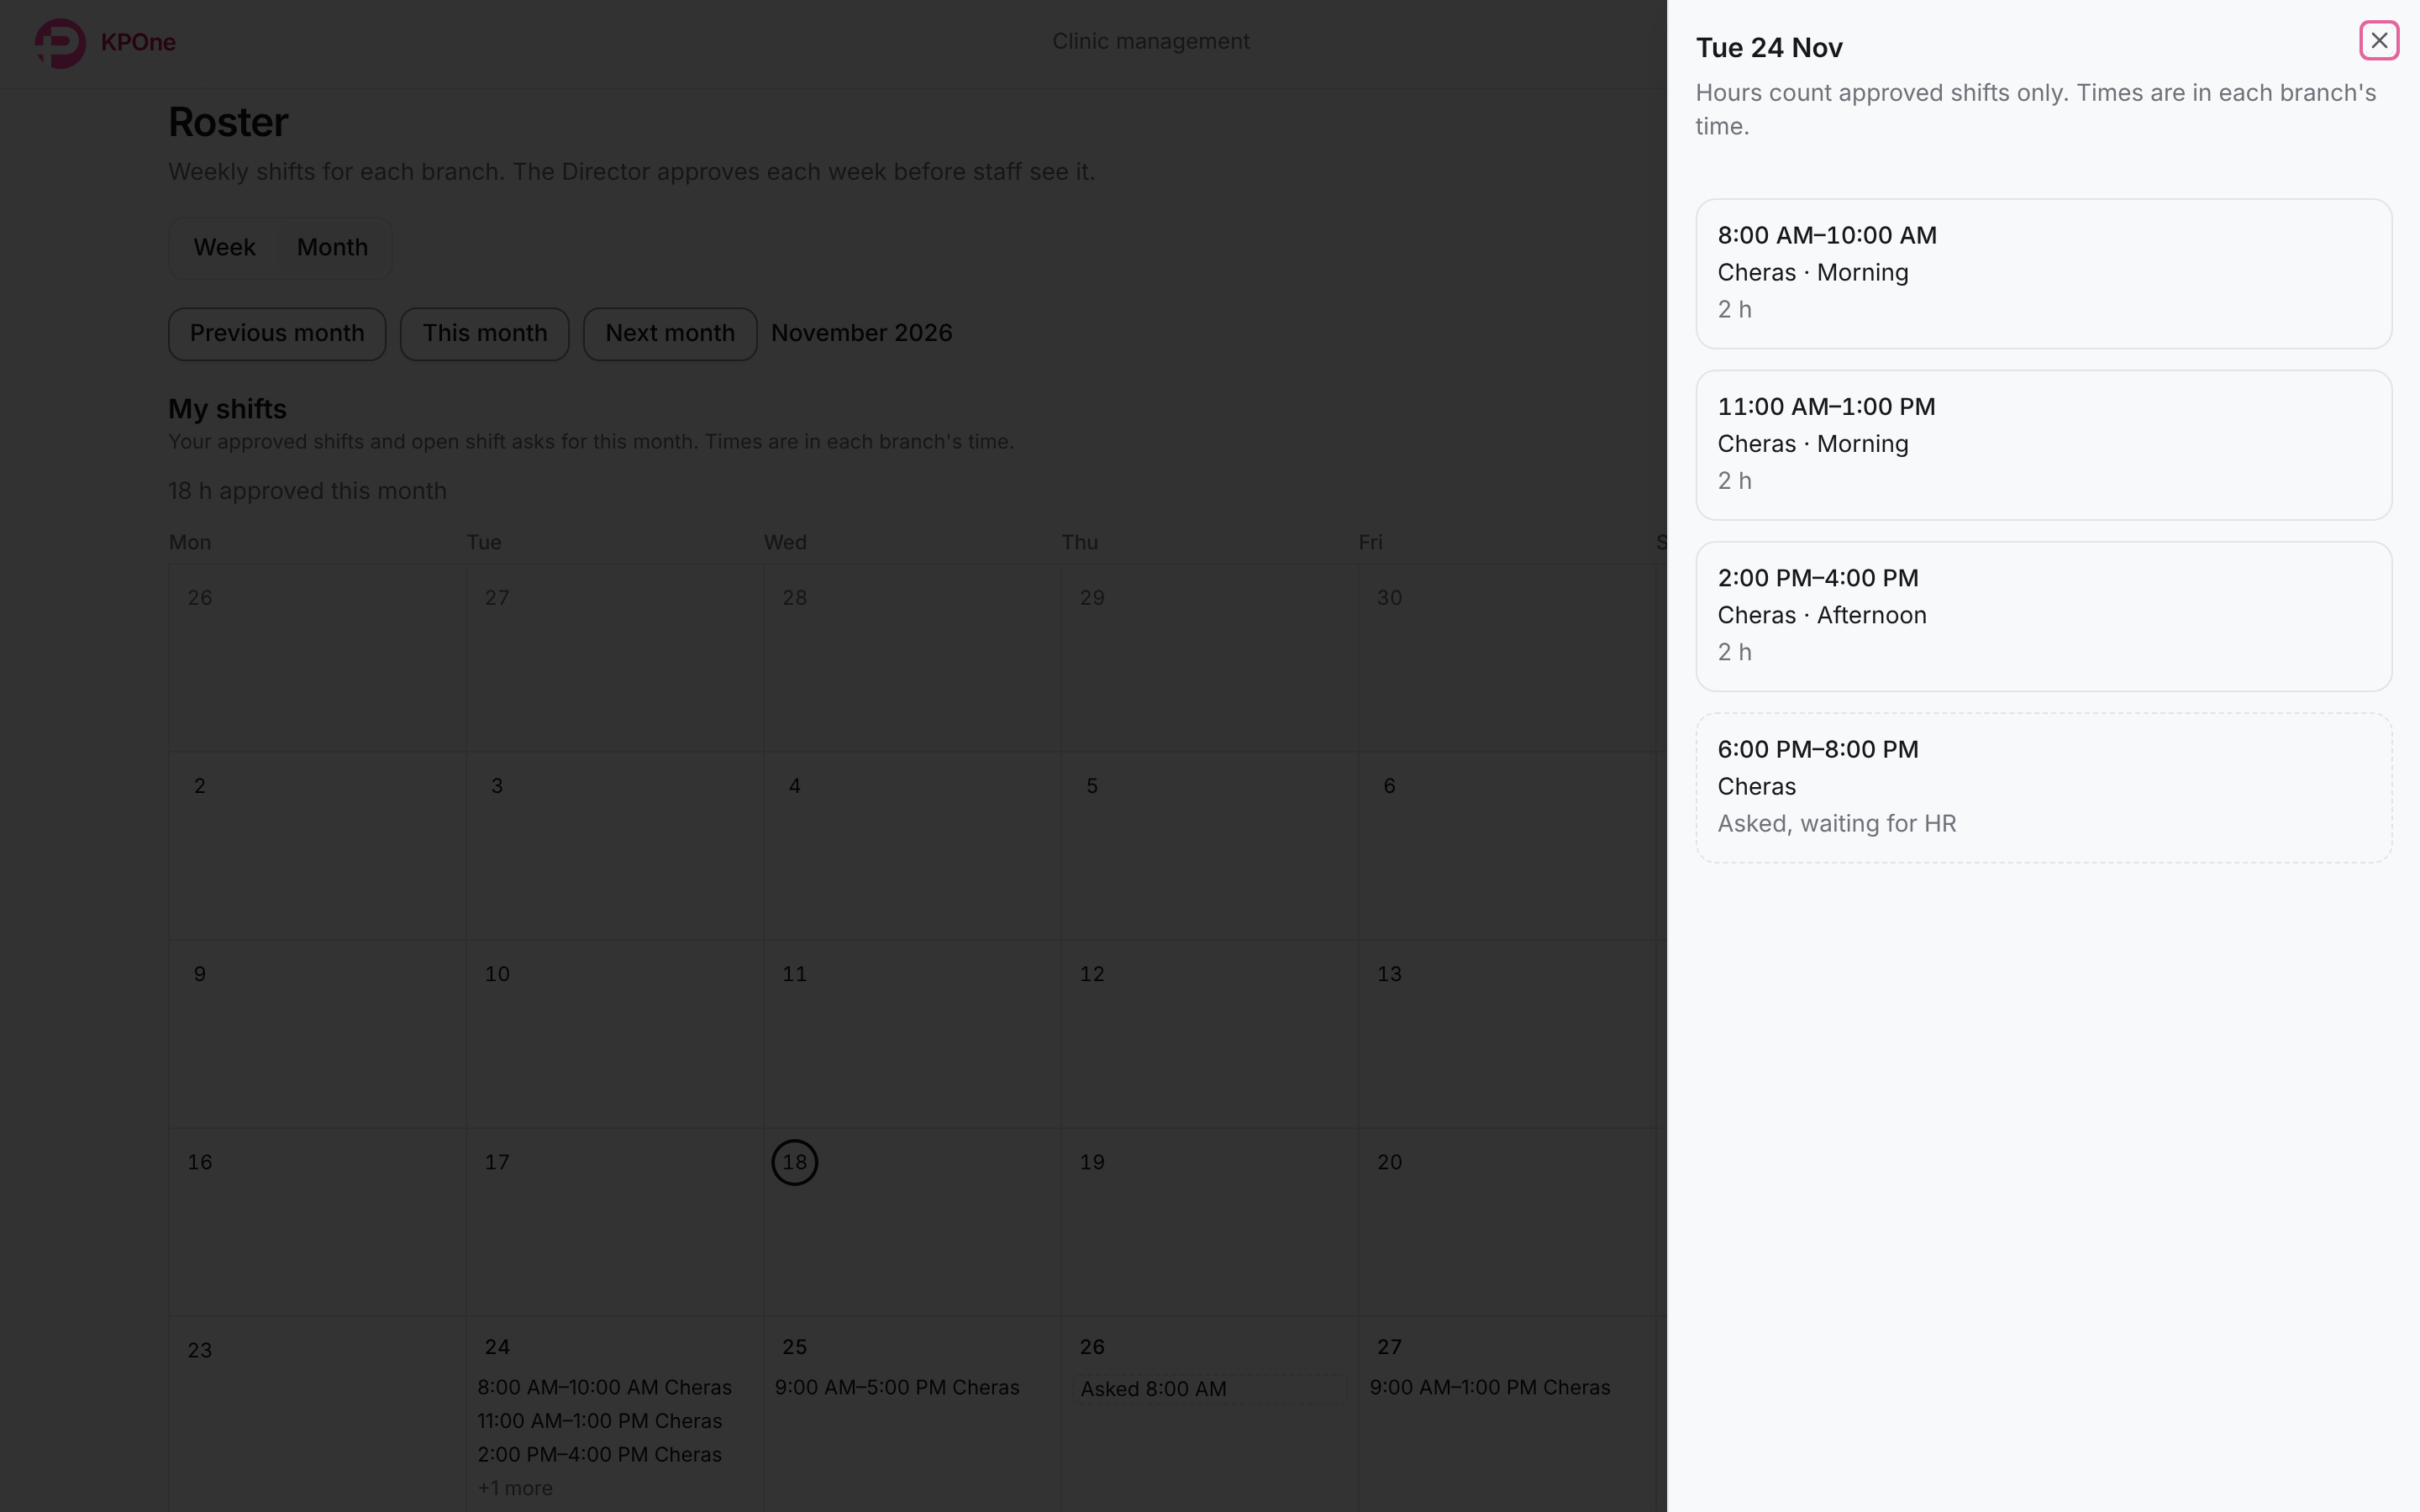 KPOne
Clinic management
Roster
Weekly shifts for each branch. The Director approves each week before staff see it.
Week Month
Previous month This month Next month November 2026
My shifts
Your approved shifts and open shift asks for this month. Times are in each branch's time.
18 h approved this month
Mon Tue Wed Thu Fri S
26 27 28 29 30
2 3 4 5 6
9 10 11 12 13
16 17 18 19 20
23 24 25 26 27
8:00 AM–10:00 AM Cheras
11:00 AM–1:00 PM Cheras
2:00 PM–4:00 PM Cheras
+1 more
9:00 AM–5:00 PM Cheras
Asked 8:00 AM
9:00 AM–1:00 PM Cheras
Tue 24 Nov
Hours count approved shifts only. Times are in each branch's
time.
8:00 AM–10:00 AM
Cheras · Morning
2 h
11:00 AM–1:00 PM
Cheras · Morning
2 h
2:00 PM–4:00 PM
Cheras · Afternoon
2 h
6:00 PM–8:00 PM
Cheras
Asked, waiting for HR